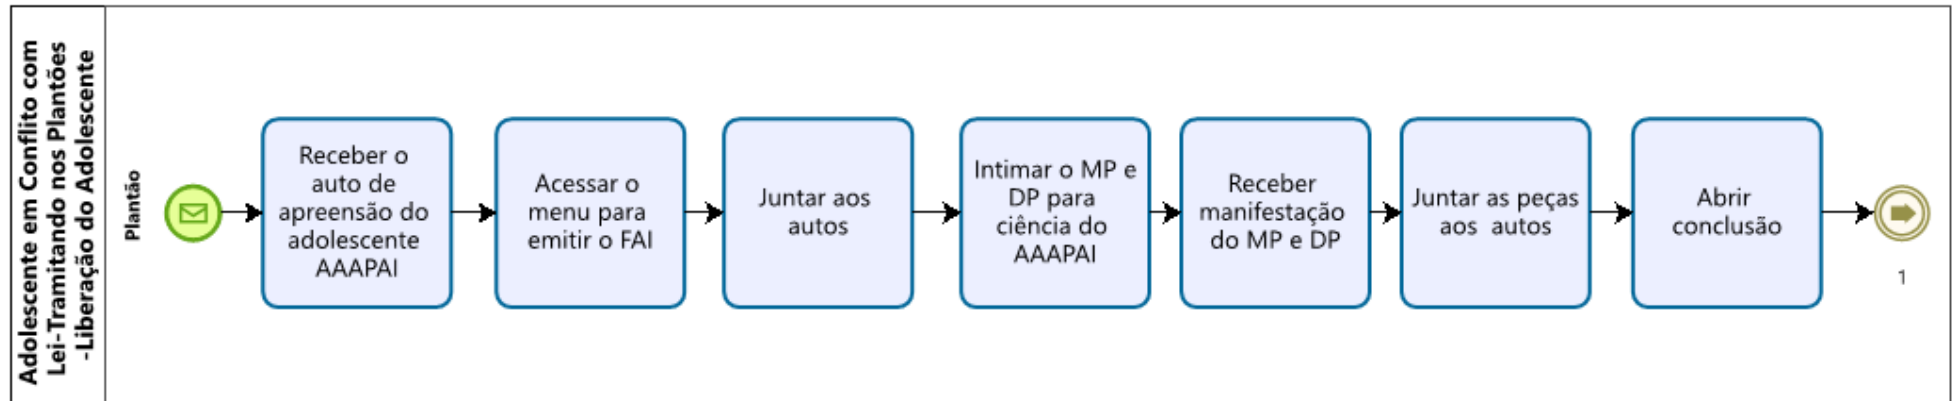 Adolescente em Conflito com
Lei-Tramitando nos Plantões
-Liberação do Adolescente
Plantão
Receber o
auto de
apreensão do
adolescente
AAAPAI
Acessar o
menu para
emitir o FAI
Juntar aos
autos
Intimar o MP e
DP para
ciência do
AAAPAI
Receber
manifestação
do MP e DP
Juntar as peças
aos autos
Abrir
conclusão
1